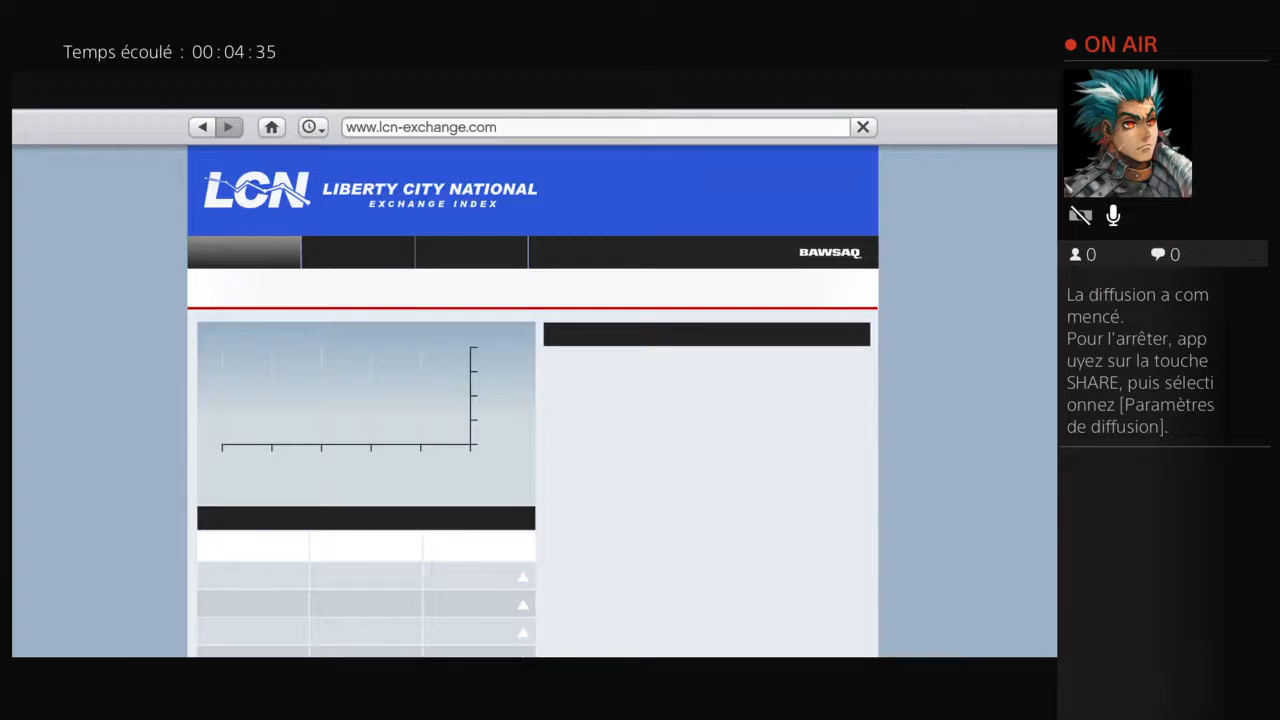 Temps écoulé : 00:04:35
ON AIR
www.lcn-exchange.com
LCN LIBERTY CITY NATIONAL
EXCHANGE INDEX
BAWSAQ
0 0
La diffusion a com
mencé.
Pour l'arrêter, app
uyez sur la touche
SHARE, puis sélecti
onnez [Paramètres
de diffusion].